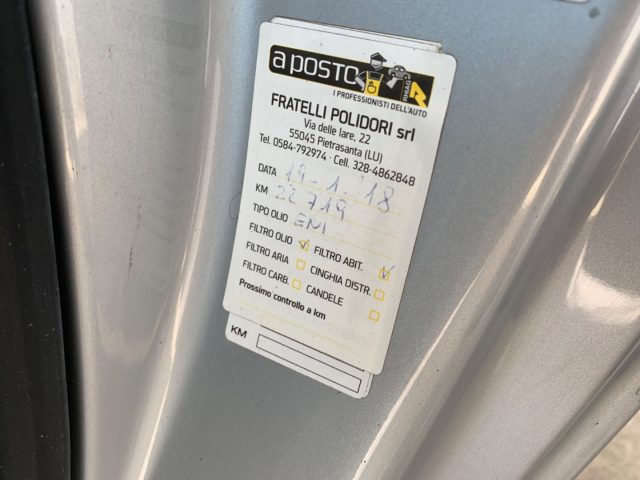 a posto
I PROFESSIONISTI DELL'AUTO
FRATELLI POLIDORI srl
Via delle Iare, 22
55045 Pietrasanta (LU)
Tel. 0584-792974 · Cell. 328-4862848
DATA 19-1.'18
KM 22719
TIPO OLIO ENI
FILTRO OLIO FILTRO ABIT.
FILTRO ARIA CINGHIA DISTR.
FILTRO CARB. CANDELE
Prossimo controllo a km
KM